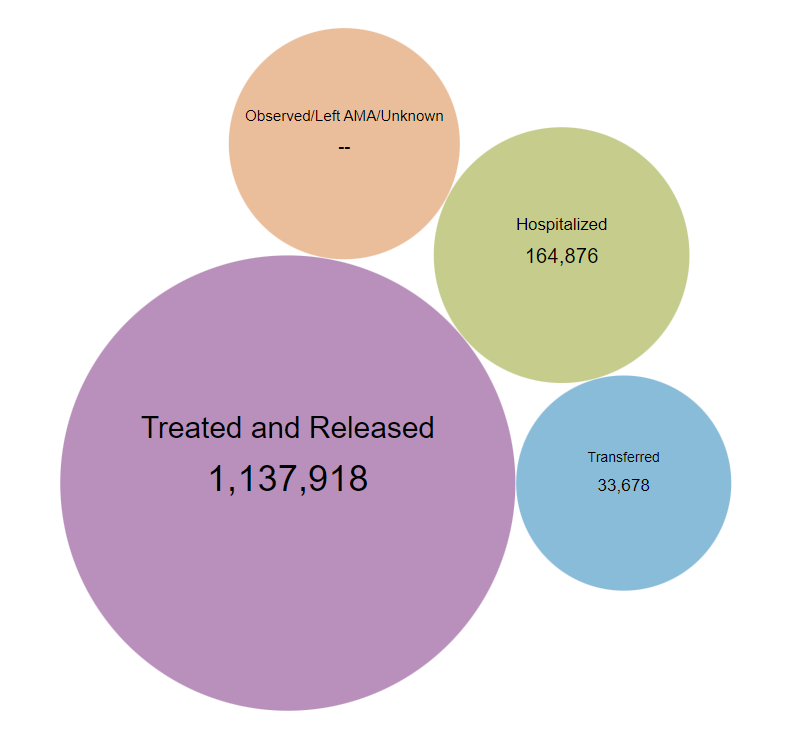 Observed/Left AMA/Unknown
--
Hospitalized
164,876
Treated and Released
1,137,918
Transferred
33,678